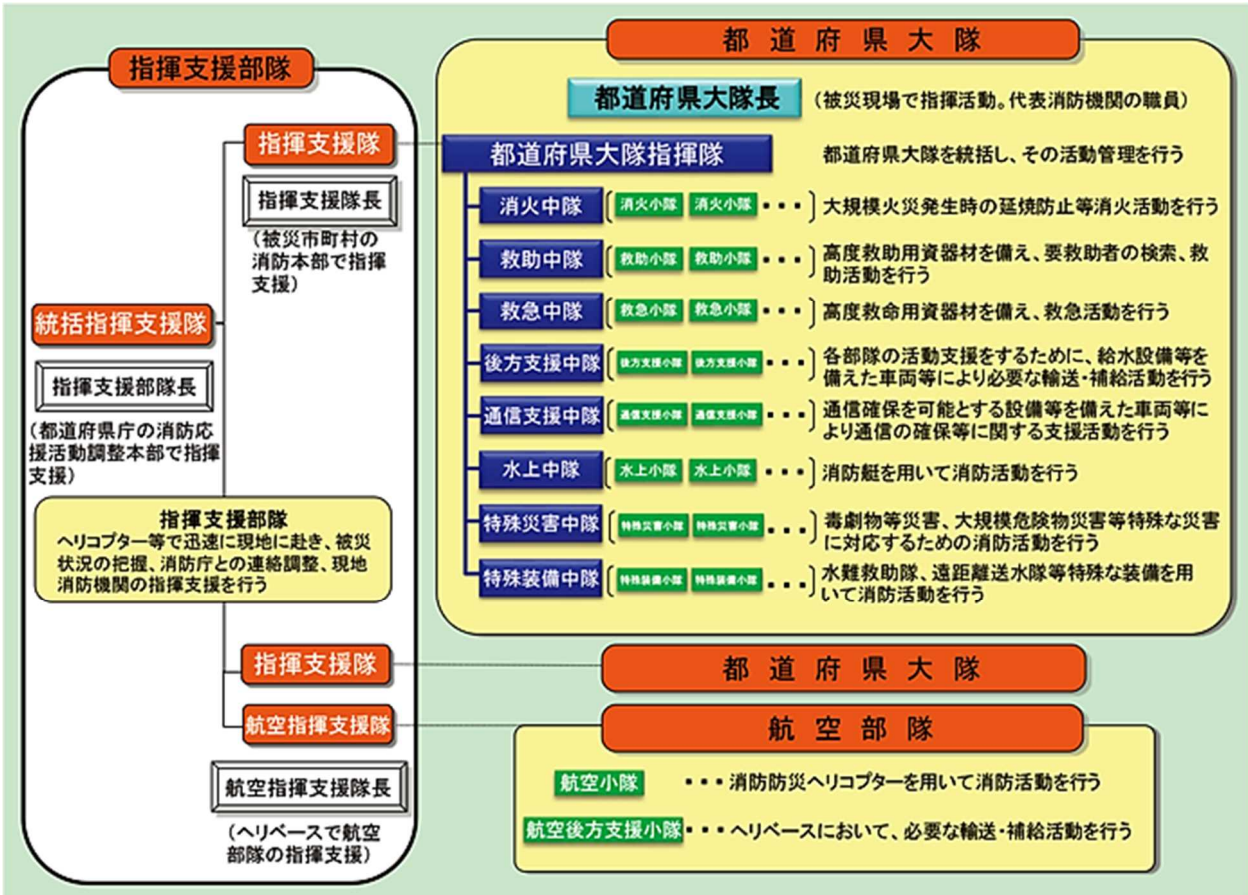 指揮支援部隊
指揮支援隊
指揮支援隊長
(被災市町村の
消防本部で指揮
支援)
統括指揮支援隊
指揮支援部隊長
(都道府県庁の消防応
援活動調整本部で指揮
支援)
指揮支援部隊
ヘリコプター等で迅速に現地に赴き、被災
状況の把握、消防庁との連絡調整、現地
消防機関の指揮支援を行う
指揮支援隊
航空指揮支援隊
航空指揮支援隊長
(ヘリベースで航空
部隊の指揮支援)
都道府県大隊
都道府県大隊長 (被災現場で指揮活動。代表消防機関の職員)
都道府県大隊指揮隊 都道府県大隊を統括し、その活動管理を行う
消火中隊 (消火小隊 消火小隊 ・・・) 大規模火災発生時の延焼防止等消火活動を行う
救助中隊 (救助小隊 救助小隊 ・・・) 高度救助用資器材を備え、要救助者の検索、救
助活動を行う
救急中隊 (救急小隊 救急小隊 ・・・) 高度救命用資器材を備え、救急活動を行う
後方支援中隊 (後方支援小隊 後方支援小隊 ・・・) 各部隊の活動支援をするために、給水設備等を
備えた車両等により必要な輸送・補給活動を行う
通信支援中隊 (通信支援小隊 通信支援小隊 ・・・) 通信確保を可能とする設備等を備えた車両等に
より通信の確保等に関する支援活動を行う
水上中隊 (水上小隊 水上小隊 ・・・) 消防艇を用いて消防活動を行う
特殊災害中隊 (特殊災害小隊 特殊災害小隊 ・・・) 毒劇物等災害、大規模危険物災害等特殊な災害
に対応するための消防活動を行う
特殊装備中隊 (特殊装備小隊 特殊装備小隊 ・・・) 水難救助隊、遠距離送水隊等特殊な装備を用
いて消防活動を行う
都道府県大隊
航空部隊
航空小隊 ・・・消防防災ヘリコプターを用いて消防活動を行う
航空後方支援小隊 ・・・ヘリベースにおいて、必要な輸送・補給活動を行う